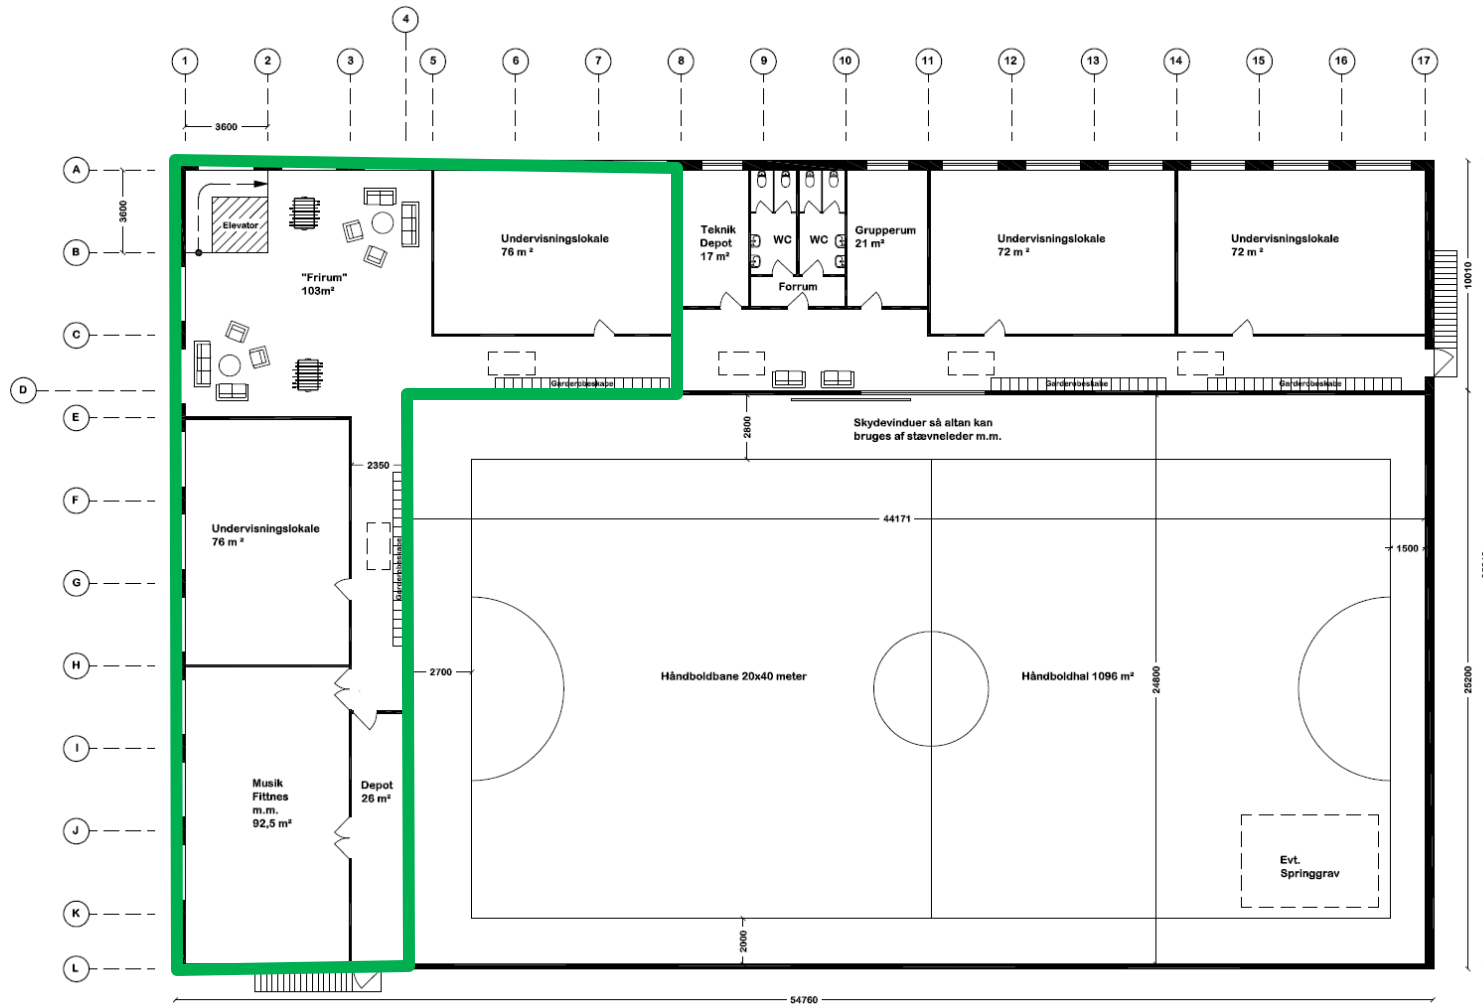 4
1
2
3
5
6
7
8
9
10
11
12
13
14
15
16
17
3600
A
3600
B
C
D
E
F
G
H
I
J
K
L
Elevator
"Frirum"
103m²
Undervisningslokale
76 m ²
Teknik
Depot
17 m²
WC
WC
Forrum
Grupperum
21 m²
Undervisningslokale
72 m ²
Undervisningslokale
72 m ²
10010
Garderobeskabe
Garderobeskabe
Garderobeskabe
2800
Skydevinduer så altan kan
bruges af stævneleder m.m.
2350
44171
1500
Undervisningslokale
76 m ²
Garderobeskabe
2700
Håndboldbane 20x40 meter
Håndboldhal 1096 m²
24800
25200
Musik
Fittnes
m.m.
92,5 m²
Depot
26 m²
Evt.
Springgrav
2000
54760